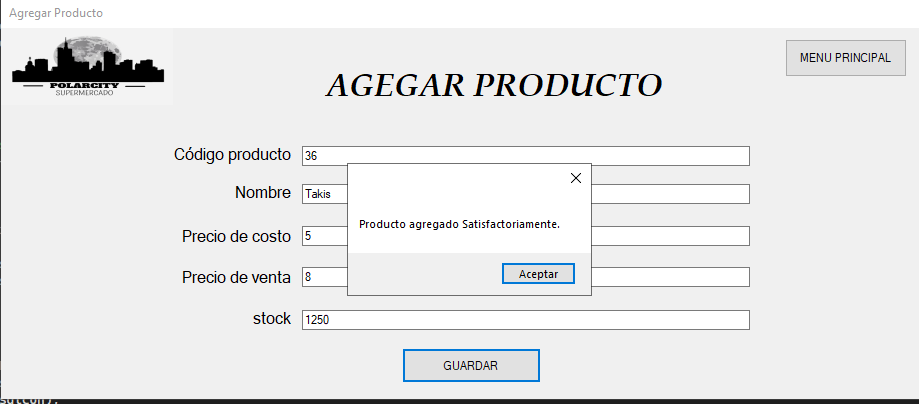 Agregar Producto
POLARCITY
SUPERMERCADO
MENU PRINCIPAL
AGEGAR PRODUCTO
Código producto 36
Nombre Takis
Producto agregado Satisfactoriamente.
Precio de costo 5
Precio de venta 8
Aceptar
stock 1250
GUARDAR